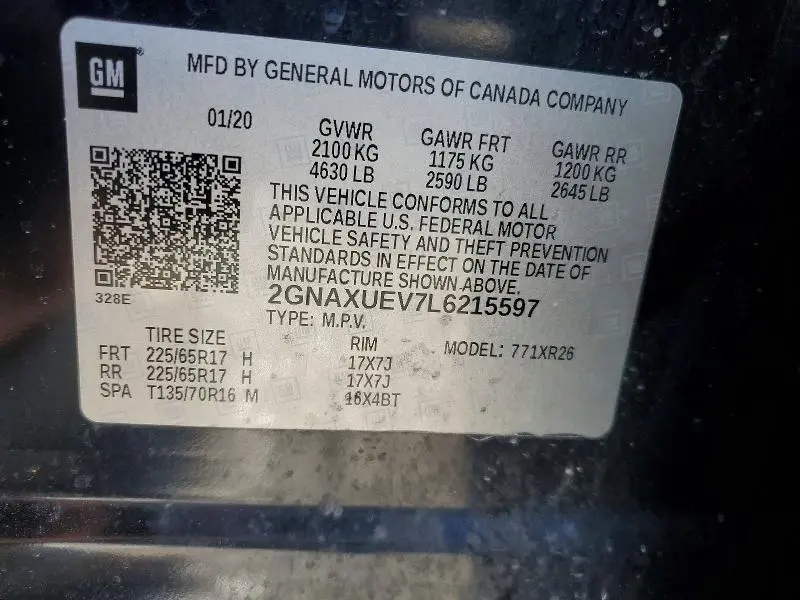 GM
MFD BY GENERAL MOTORS OF CANADA COMPANY
01/20
GVWR GAWR FRT GAWR RR
2100 KG 1175 KG 1200 KG
4630 LB 2590 LB 2645 LB
THIS VEHICLE CONFORMS TO ALL
APPLICABLE U.S. FEDERAL MOTOR
VEHICLE SAFETY AND THEFT PREVENTION
STANDARDS IN EFFECT ON THE DATE OF
MANUFACTURE SHOWN ABOVE.
328E
2GNAXUEV7L6215597
TYPE: M.P.V.
MODEL: 771XR26
TIRE SIZE RIM
FRT 225/65R17 H 17X7J
RR 225/65R17 H 17X7J
SPA T135/70R16 M 16X4BT